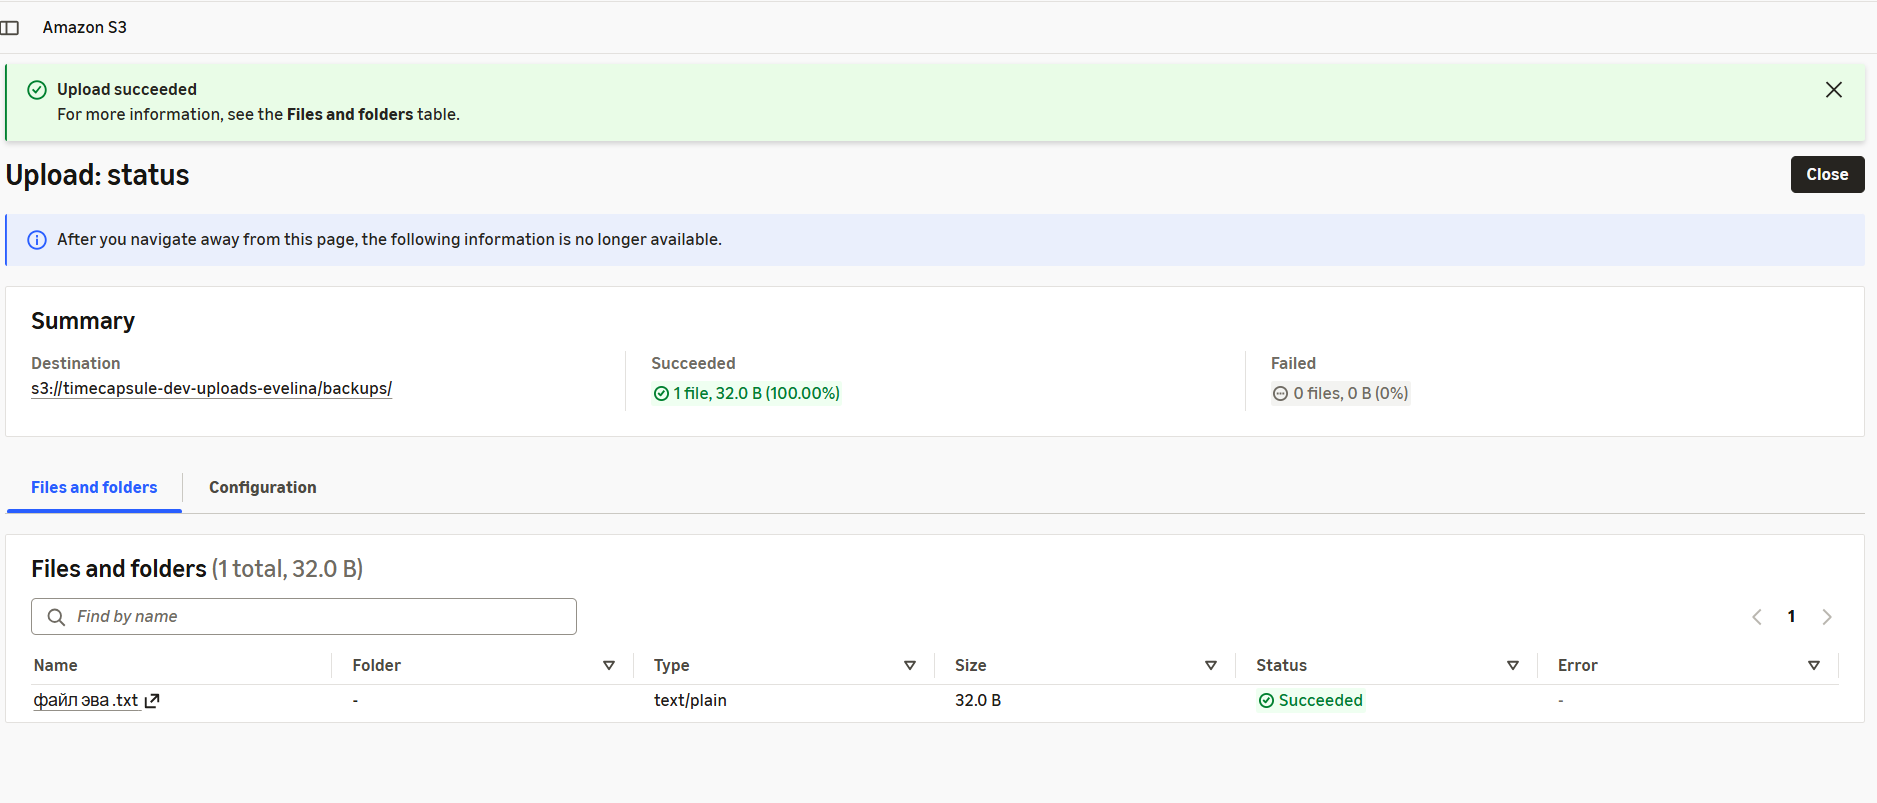 Amazon S3
Upload succeeded
For more information, see the Files and folders table.
Upload: status
Close
After you navigate away from this page, the following information is no longer available.
Summary
Destination
s3://timecapsule-dev-uploads-evelina/backups/
Succeeded
1 file, 32.0 B (100.00%)
Failed
0 files, 0 B (0%)
Files and folders
Configuration
Files and folders (1 total, 32.0 B)
Find by name
1
Name Folder Type Size Status Error
файл эва .txt - text/plain 32.0 B Succeeded -